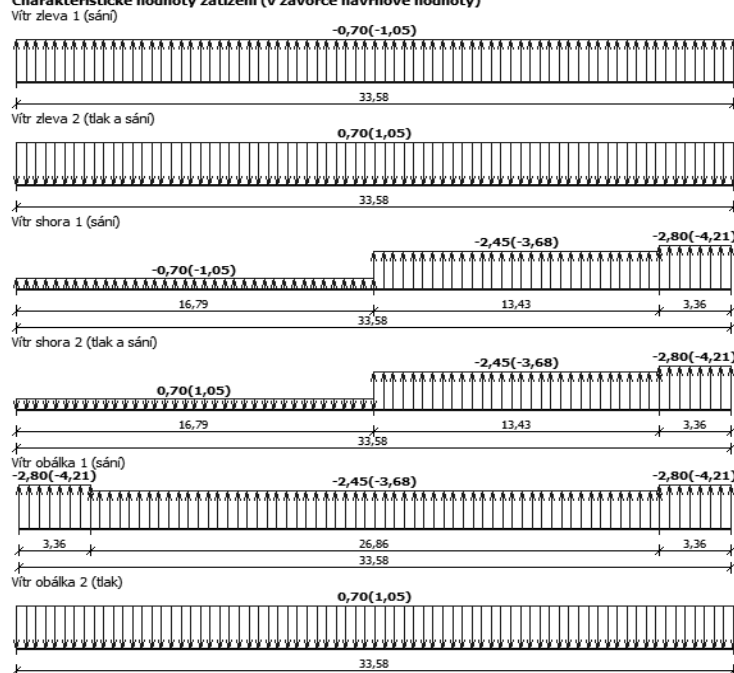 Charakteristické hodnoty zatížení (v závorce návrhové hodnoty)
Vítr zleva 1 (sání)
-0,70(-1,05)
33,58
Vítr zleva 2 (tlak a sání)
0,70(1,05)
33,58
Vítr shora 1 (sání)
-0,70(-1,05) -2,45(-3,68) -2,80(-4,21)
16,79 13,43 3,36
33,58
Vítr shora 2 (tlak a sání)
0,70(1,05) -2,45(-3,68) -2,80(-4,21)
16,79 13,43 3,36
33,58
Vítr obálka 1 (sání)
-2,80(-4,21) -2,45(-3,68) -2,80(-4,21)
3,36 26,86 3,36
33,58
Vítr obálka 2 (tlak)
0,70(1,05)
33,58